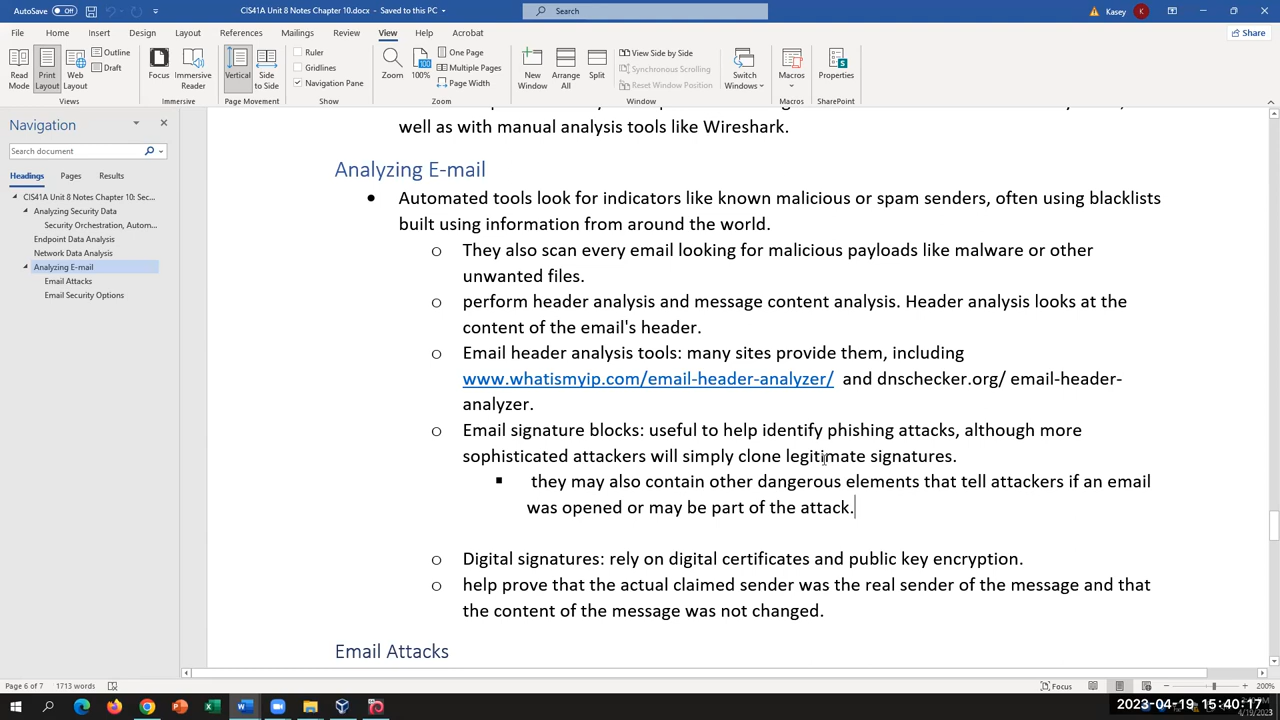 AutoSave Off CIS41A Unit 8 Notes Chapter 10.docx - Saved to this PC Search Kasey K
File Home Insert Design Layout References Mailings Review View Help Acrobat Share
Read Mode Print Layout Web Layout Outline Draft Focus Immersive Reader Vertical Side to Side Ruler Gridlines Navigation Pane Zoom 100% One Page Multiple Pages Page Width New Window Arrange All Split View Side by Side Synchronous Scrolling Reset Window Position Switch Windows Macros Properties
Views Immersive Page Movement Show Zoom Window Macros SharePoint
Navigation
Search document
Headings Pages Results
CIS41A Unit 8 Notes Chapter 10: Sec...
Analyzing Security Data
Security Orchestration, Autom...
Endpoint Data Analysis
Network Data Analysis
Analyzing E-mail
Email Attacks
Email Security Options
well as with manual analysis tools like Wireshark.
Analyzing E-mail
• Automated tools look for indicators like known malicious or spam senders, often using blacklists
built using information from around the world.
o They also scan every email looking for malicious payloads like malware or other
unwanted files.
o perform header analysis and message content analysis. Header analysis looks at the
content of the email's header.
o Email header analysis tools: many sites provide them, including
www.whatismyip.com/email-header-analyzer/ and dnschecker.org/ email-header-
analyzer.
o Email signature blocks: useful to help identify phishing attacks, although more
sophisticated attackers will simply clone legitimate signatures.
▪ they may also contain other dangerous elements that tell attackers if an email
was opened or may be part of the attack.
o Digital signatures: rely on digital certificates and public key encryption.
o help prove that the actual claimed sender was the real sender of the message and that
the content of the message was not changed.
Email Attacks
Page 6 of 7 1713 words Focus 200%
2023-04-19 15:40:17
4/19/2023